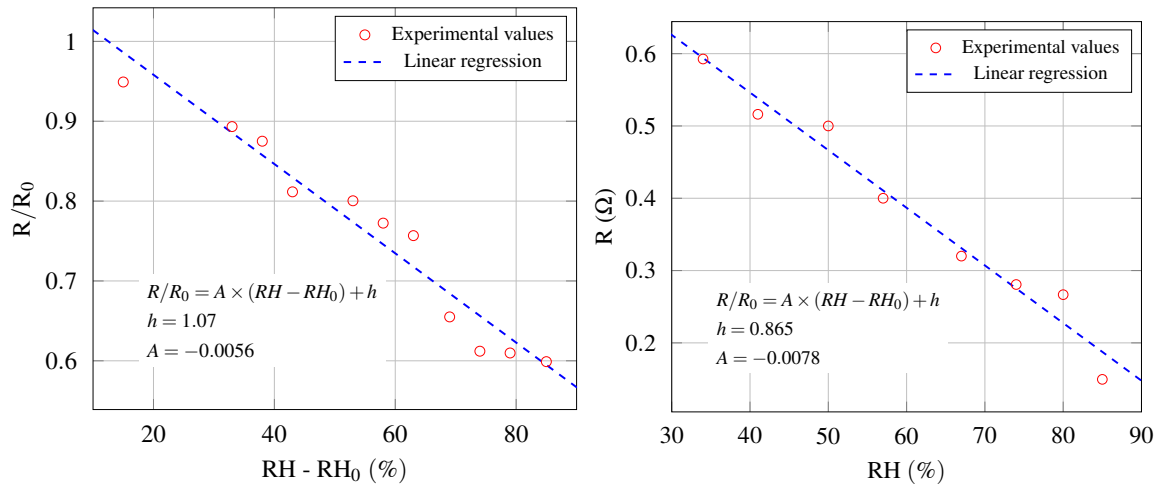 Experimental values
Linear regression
1
0.9
0.8
0.7
0.6
R/R₀
R/R₀ = A × (RH − RH₀) + h
h = 1.07
A = −0.0056
20
40
60
80
RH - RH₀ (%)
Experimental values
Linear regression
0.6
0.5
0.4
0.3
0.2
R (Ω)
R/R₀ = A × (RH − RH₀) + h
h = 0.865
A = −0.0078
30
40
50
60
70
80
90
RH (%)